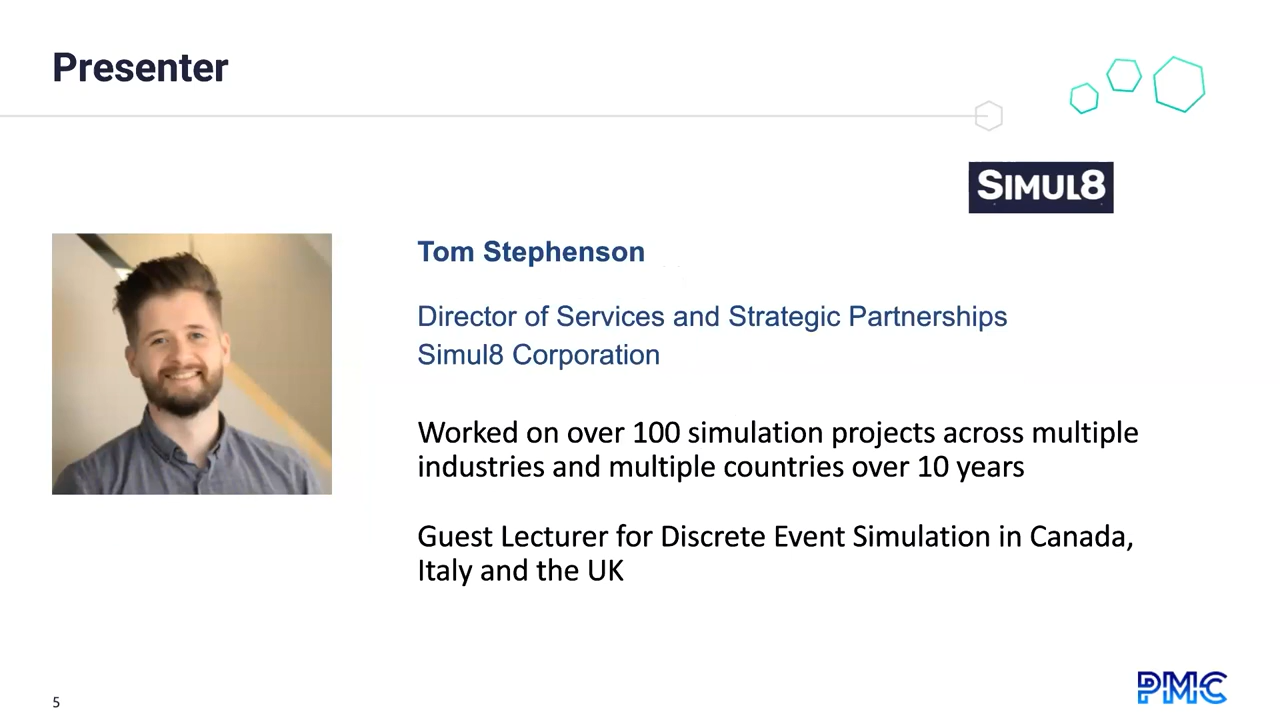 Presenter
SIMUL8
Tom Stephenson
Director of Services and Strategic Partnerships
Simul8 Corporation
Worked on over 100 simulation projects across multiple
industries and multiple countries over 10 years
Guest Lecturer for Discrete Event Simulation in Canada,
Italy and the UK
5
PMC